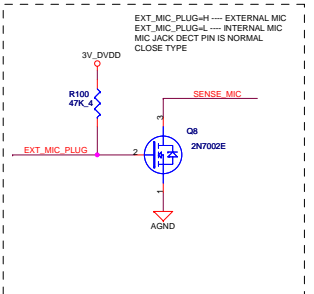 EXT_MIC_PLUG=H ---- EXTERNAL MIC
EXT_MIC_PLUG=L ---- INTERNAL MIC
MIC JACK DECT PIN IS NORMAL
CLOSE TYPE
3V_DVDD
R100
47K_4
SENSE_MIC
3
Q8
2N7002E
EXT_MIC_PLUG
2
1
AGND